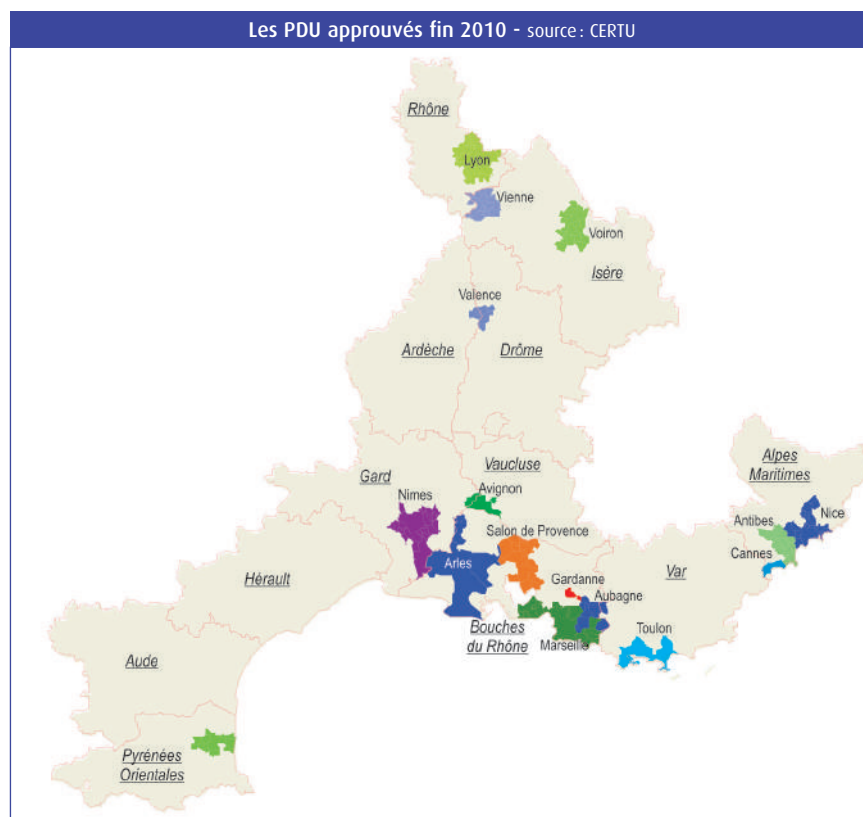 Les PDU approuvés fin 2010 - source : CERTU
Rhône
Lyon
Vienne
Voiron
Isère
Valence
Ardèche
Drôme
Alpes
Maritimes
Vaucluse
Gard
Avignon
Nimes
Nice
Antibes
Salon de Provence
Cannes
Arles
Var
Hérault
Gardanne
Aubagne
Bouches
du Rhône
Toulon
Marseille
Aude
Pyrénées
Orientales